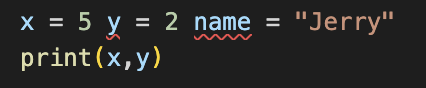 x = 5 y = 2 name = "Jerry"
print(x,y)